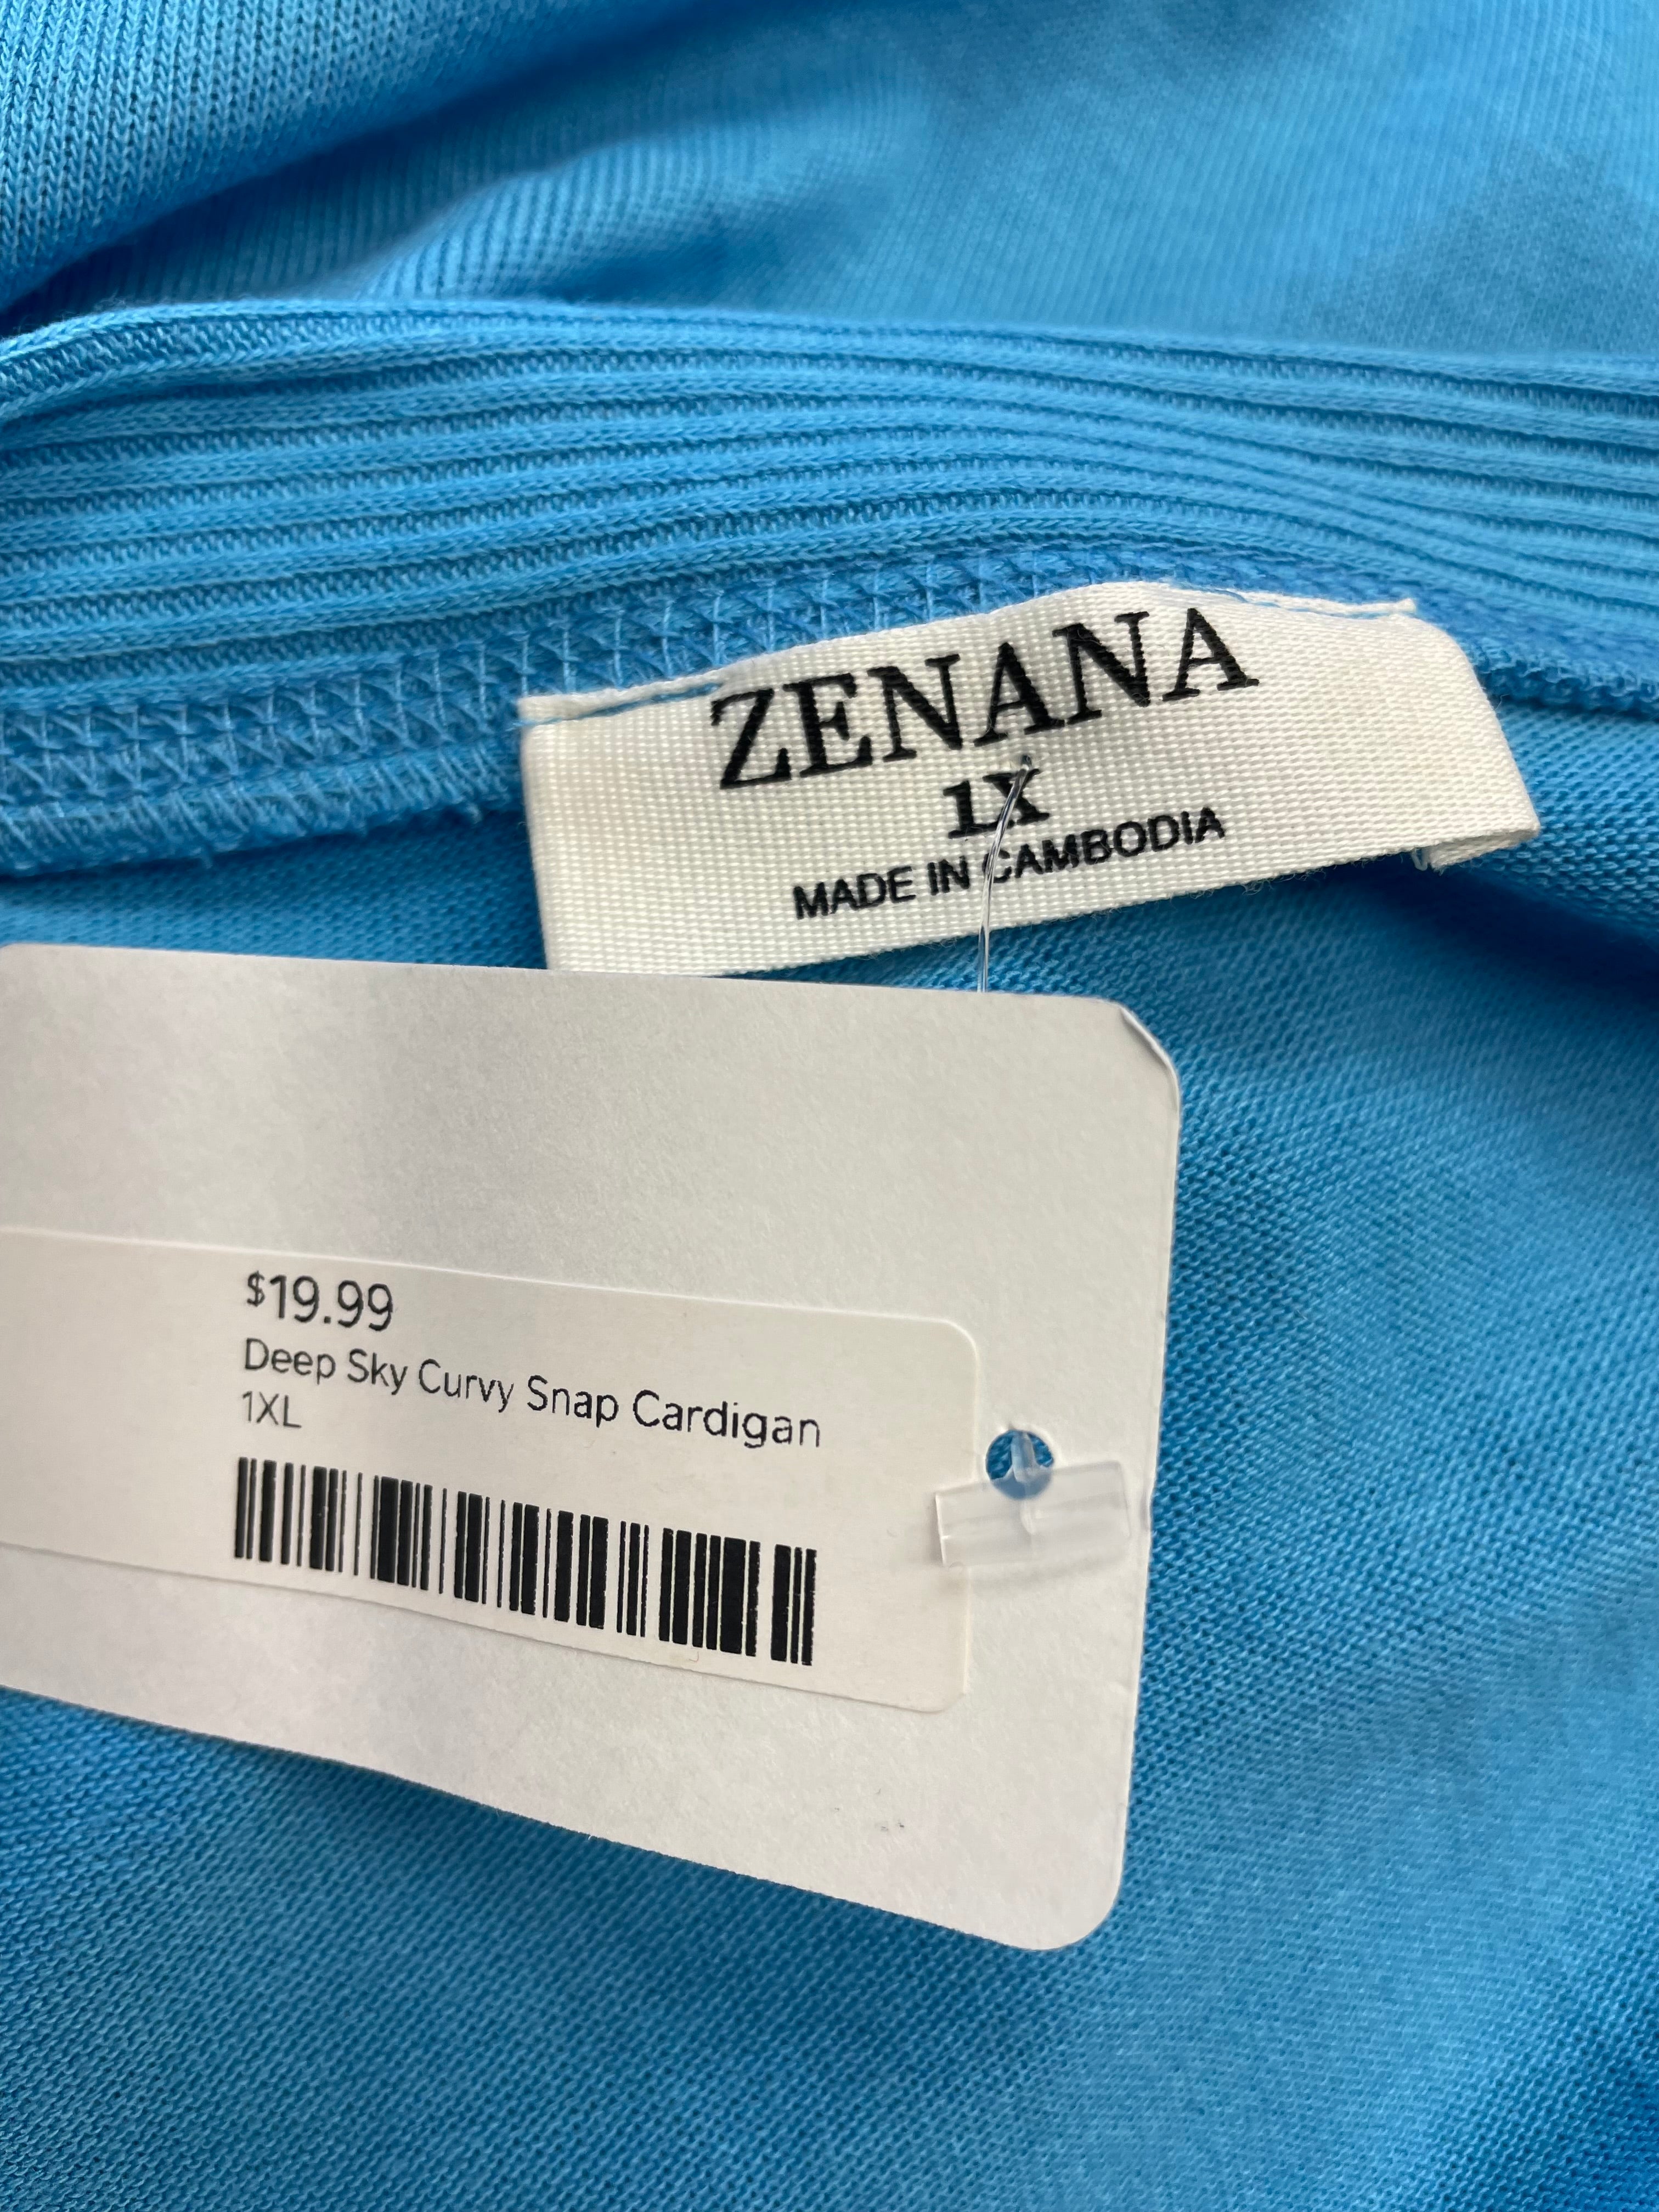 ZENANA
1X
MADE IN CAMBODIA
$19.99
Deep Sky Curvy Snap Cardigan
1XL